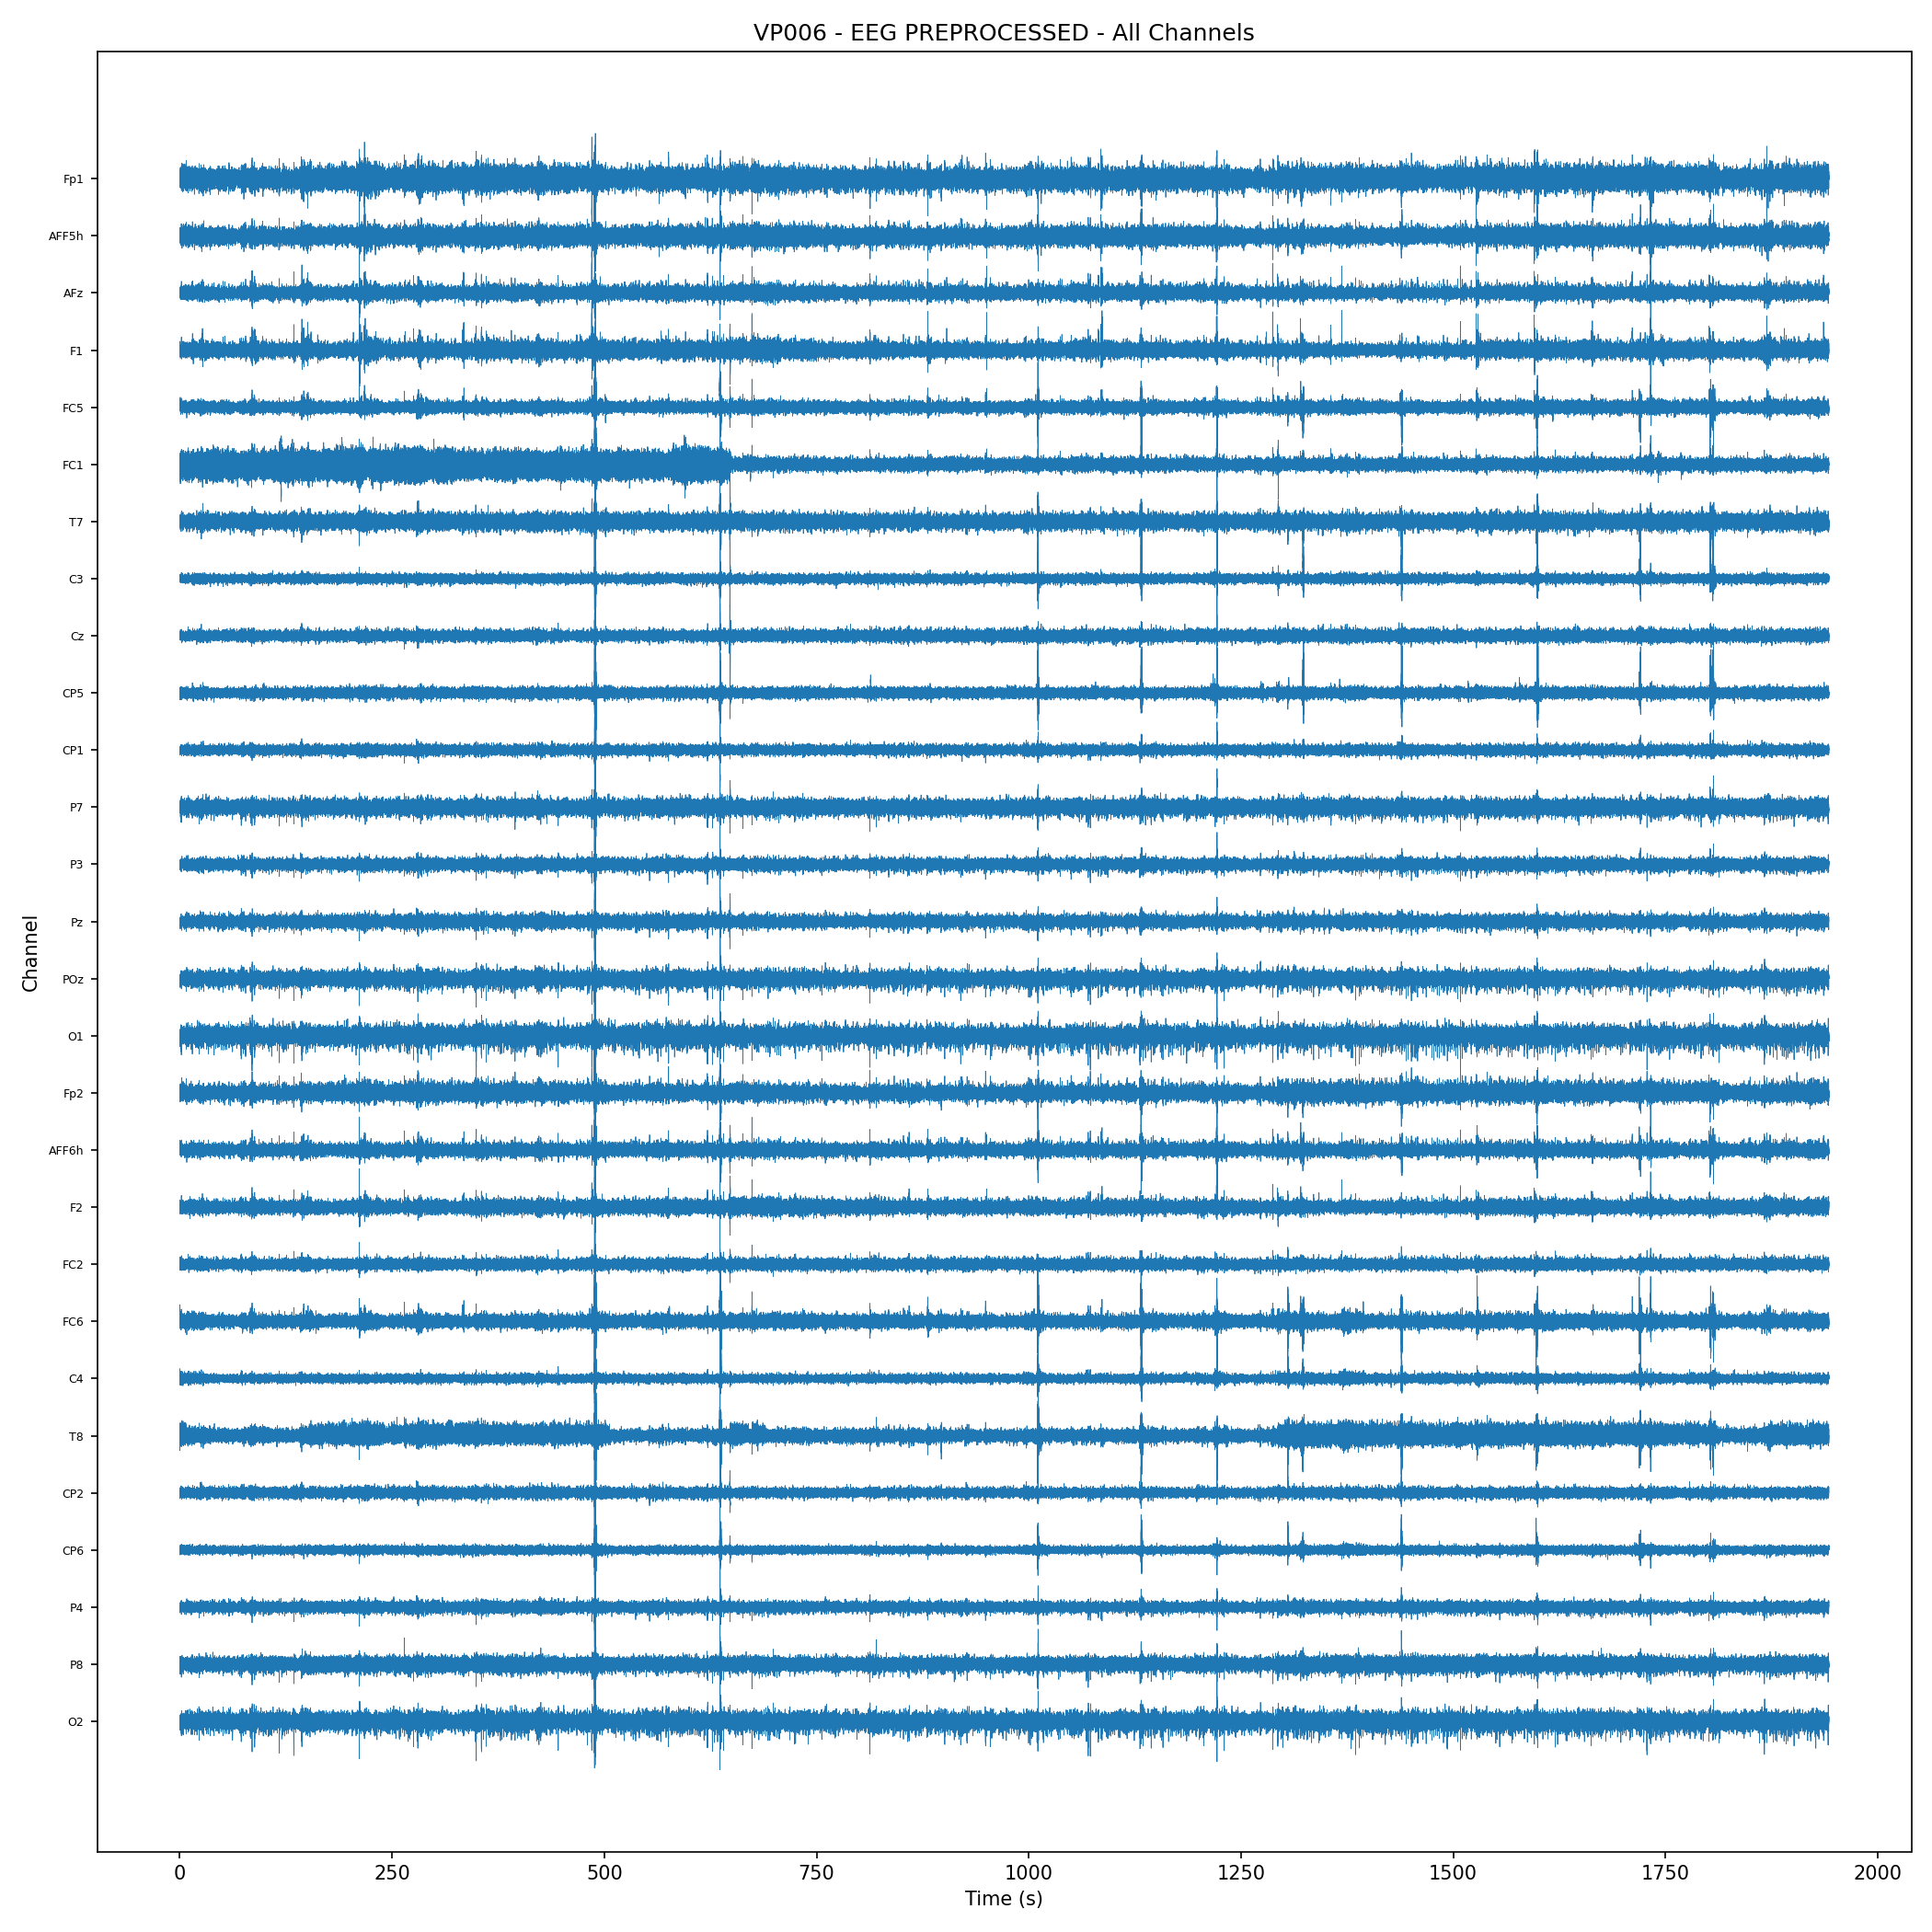 VP006 - EEG PREPROCESSED - All Channels
Channel
Fp1
AFF5h
AFz
F1
FC5
FC1
T7
C3
Cz
CP5
CP1
P7
P3
Pz
POz
O1
Fp2
AFF6h
F2
FC2
FC6
C4
T8
CP2
CP6
P4
P8
O2
0 250 500 750 1000 1250 1500 1750 2000
Time (s)